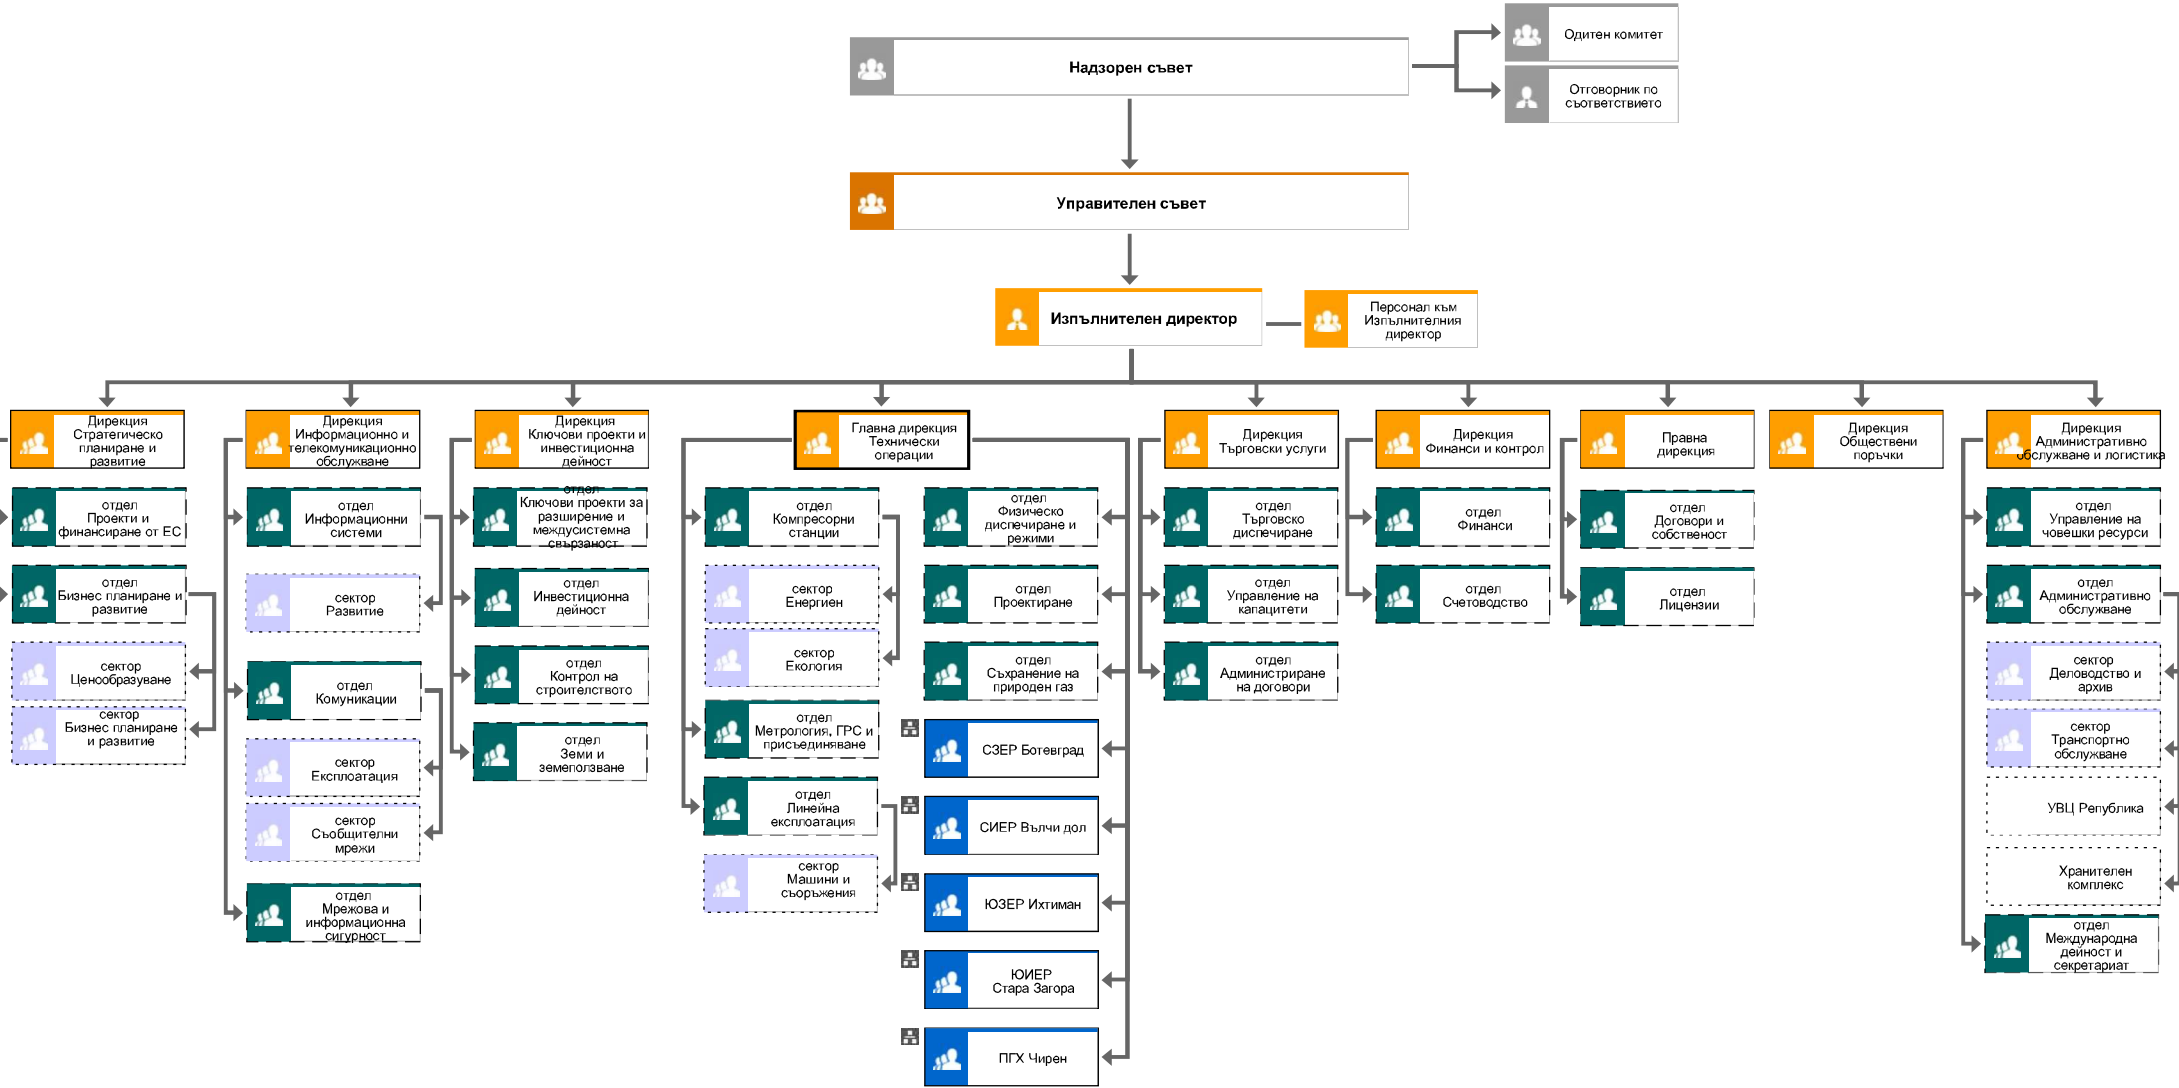 Одитен комитет
Надзорен съвет
Отговорник по
съответствието
Управителен съвет
Изпълнителен директор
Персонал към
Изпълнителния
директор
Дирекция
Стратегическо
планиране и
развитие
отдел
Проекти и
финансиране от ЕС
отдел
Бизнес планиране и
развитие
сектор
Ценообразуване
сектор
Бизнес планиране
и развитие
Дирекция
Информационно и
телекомуникационно
обслужване
отдел
Информационни
системи
сектор
Развитие
отдел
Комуникации
сектор
Експлоатация
сектор
Съобщителни
мрежи
отдел
Мрежова и
информационна
сигурност
Дирекция
Ключови проекти и
инвестиционна
дейност
отдел
Ключови проекти за
разширение и
междусистемна
свързаност
отдел
Инвестиционна
дейност
отдел
Контрол на
строителството
отдел
Земи и
земеползване
Главна дирекция
Технически
операции
отдел
Компресорни
станции
сектор
Енергиен
сектор
Екология
отдел
Метрология, ГРС и
присъединяване
отдел
Линейна
експлоатация
сектор
Машини и
съоръжения
отдел
Физическо
диспечиране и
режими
отдел
Проектиране
отдел
Съхранение на
природен газ
СЗЕР Ботевград
СИЕР Вълчи дол
ЮЗЕР Ихтиман
ЮИЕР
Стара Загора
ПГХ Чирен
Дирекция
Търговски услуги
отдел
Търговско
диспечиране
отдел
Управление на
капацитети
отдел
Администриране
на договори
Дирекция
Финанси и контрол
отдел
Финанси
отдел
Счетоводство
Правна
дирекция
отдел
Договори и
собственост
отдел
Лицензии
Дирекция
Обществени
поръчки
Дирекция
Административно
обслужване и логистика
отдел
Управление на
човешки ресурси
отдел
Административно
обслужване
сектор
Деловодство и
архив
сектор
Транспортно
обслужване
УВЦ Република
Хранителен
комплекс
отдел
Международна
дейност и
секретариат